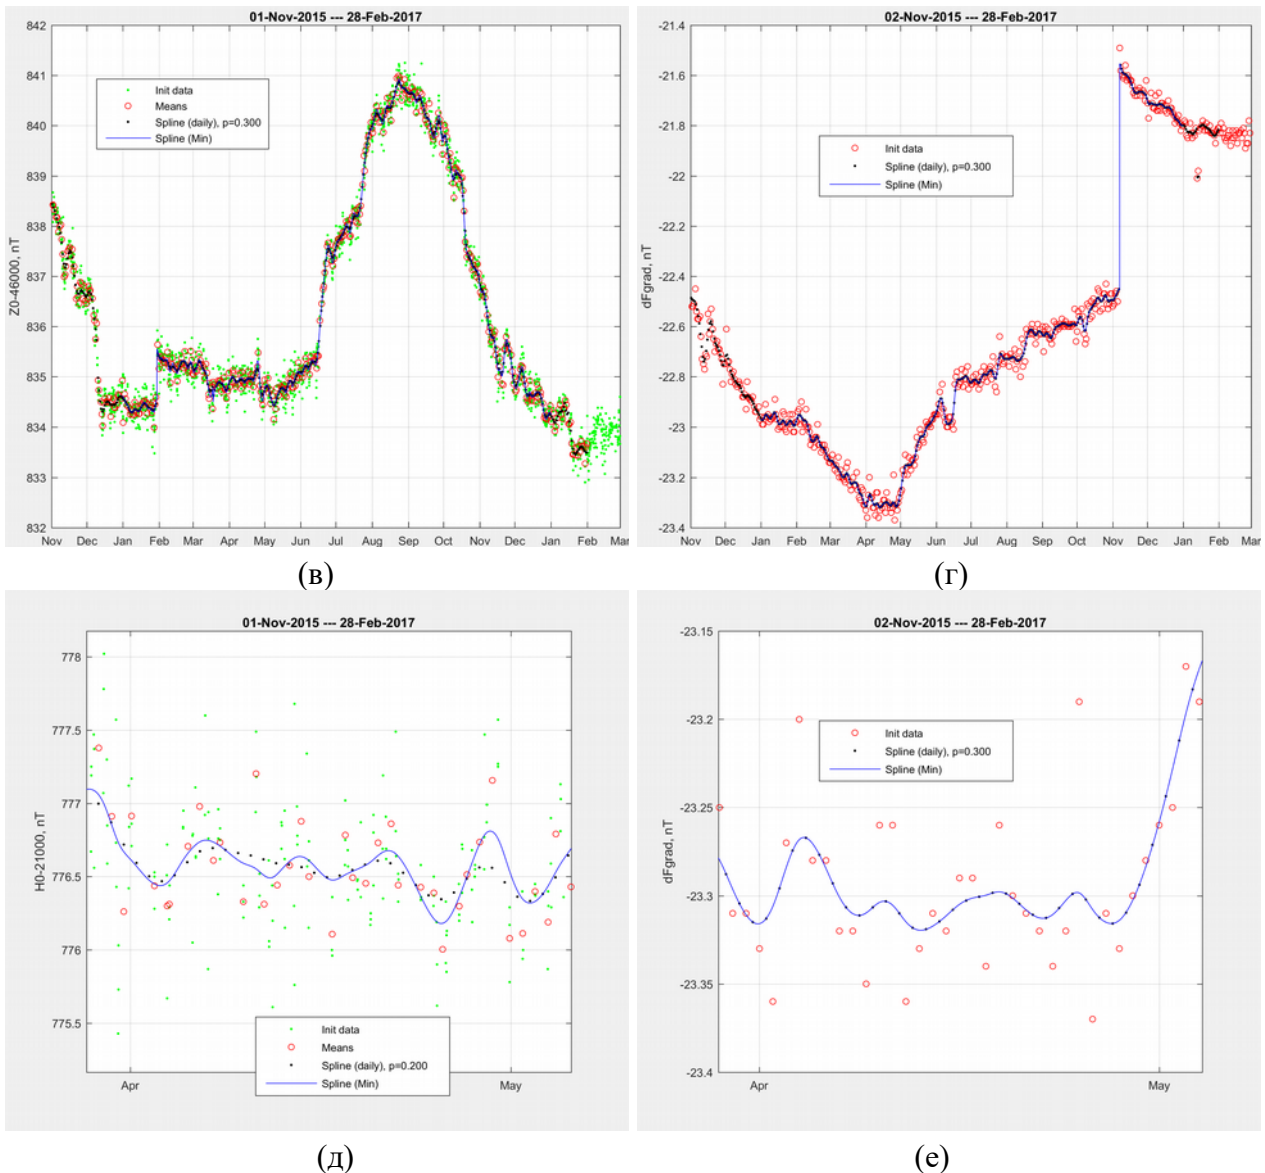 01-Nov-2015 --- 28-Feb-2017
842
841
840
839
838
837
836
835
834
833
832
Z0-46000, nT
Init data
Means
Spline (daily), p=0.300
Spline (Min)
Nov Dec Jan Feb Mar Apr May Jun Jul Aug Sep Oct Nov Dec Jan Feb Mar
(в)
02-Nov-2015 --- 28-Feb-2017
-21.4
-21.6
-21.8
-22
-22.2
-22.4
-22.6
-22.8
-23
-23.2
-23.4
dFgrad, nT
Init data
Spline (daily), p=0.300
Spline (Min)
Nov Dec Jan Feb Mar Apr May Jun Jul Aug Sep Oct Nov Dec Jan Feb Mar
(г)
01-Nov-2015 --- 28-Feb-2017
778
777.5
777
776.5
776
775.5
H0-21000, nT
Init data
Means
Spline (daily), p=0.200
Spline (Min)
Apr May
(д)
02-Nov-2015 --- 28-Feb-2017
-23.15
-23.2
-23.25
-23.3
-23.35
-23.4
dFgrad, nT
Init data
Spline (daily), p=0.300
Spline (Min)
Apr May
(е)